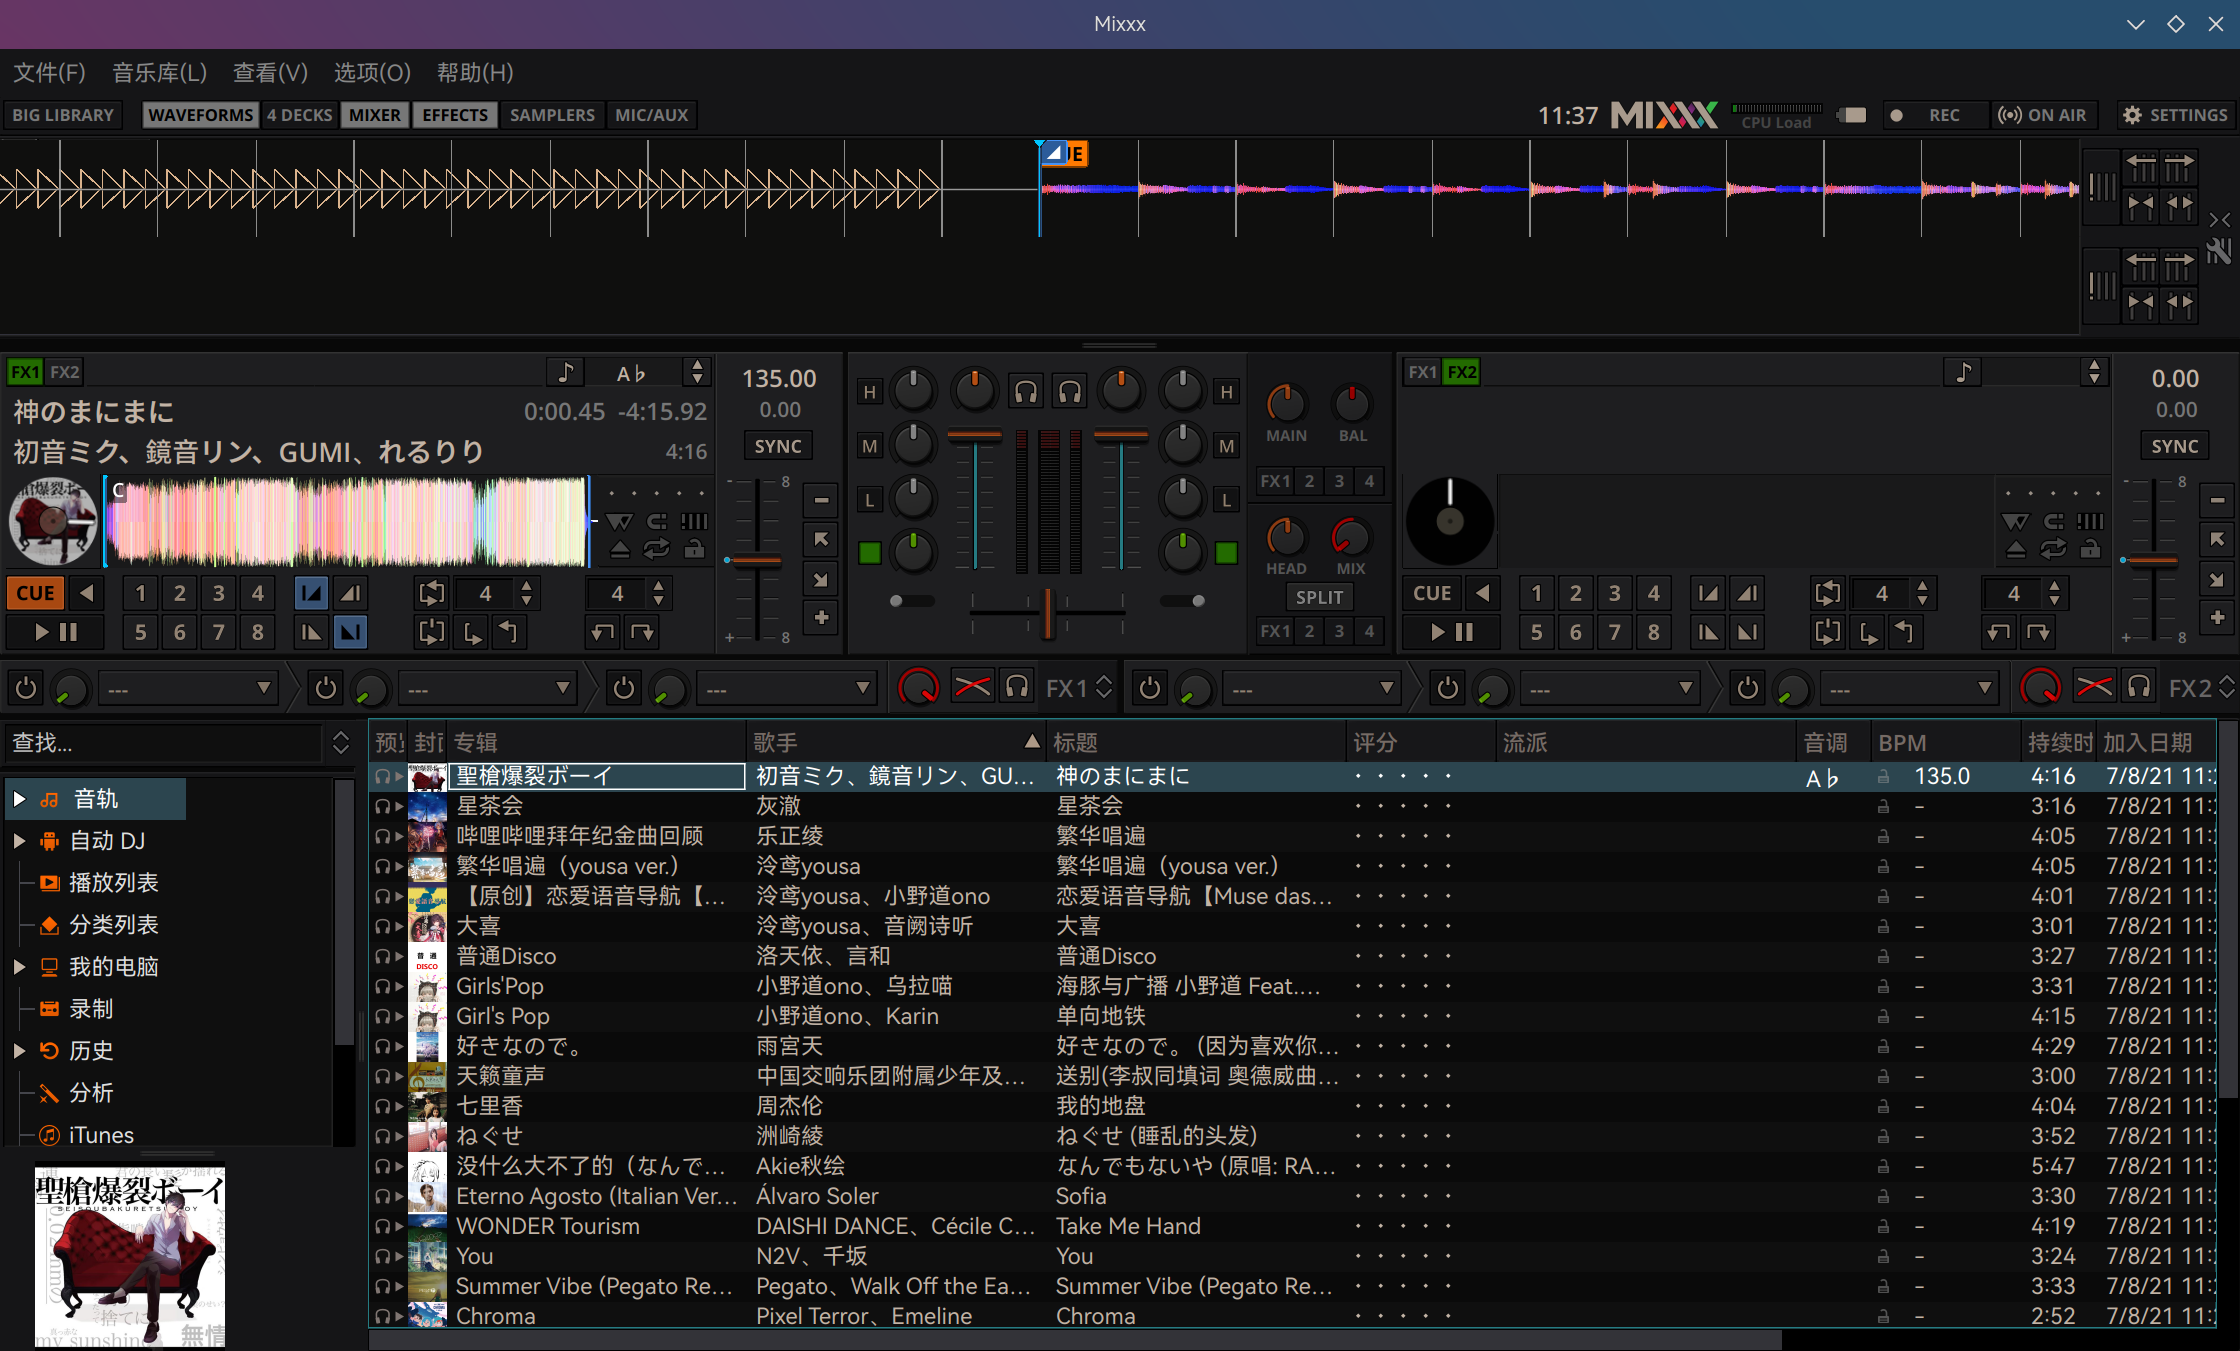 Mixxx
文件(F) 音乐库(L) 查看(V) 选项(O) 帮助(H)
BIG LIBRARY WAVEFORMS 4 DECKS MIXER EFFECTS SAMPLERS MIC/AUX 11:37 MIXXX CPU Load REC ON AIR SETTINGS
FX1 FX2 A♭ 135.00 0.00 SYNC
神のまにまに 0:00.45 -4:15.92
初音ミク、鏡音リン、GUMI、れるりり 4:16
C
8
8
CUE 1 2 3 4 4 4
5 6 7 8
H H
M M
L L
MAIN BAL
FX1 2 3 4
HEAD MIX
SPLIT
FX1 2 3 4
FX1 FX2 0.00 0.00 SYNC
8
8
CUE 1 2 3 4 4 4
5 6 7 8
--- --- --- FX1 --- --- --- FX2
查找...
音轨
自动 DJ
播放列表
分类列表
我的电脑
录制
历史
分析
iTunes
聖槍爆裂ボーイ
SEISOUBAKURETSUBOY
捨てに
my sunshine
無情
专辑 歌手 标题 评分 流派 音调 BPM 持续时 加入日期
聖槍爆裂ボーイ 初音ミク、鏡音リン、GU... 神のまにまに A♭ 135.0 4:16 7/8/21 11:
星茶会 灰澈 星茶会 - 3:16 7/8/21 11:
哔哩哔哩拜年纪金曲回顾 乐正绫 繁华唱遍 - 4:05 7/8/21 11:
繁华唱遍（yousa ver.） 泠鸢yousa 繁华唱遍（yousa ver.） - 4:05 7/8/21 11:
【原创】恋爱语音导航【... 泠鸢yousa、小野道ono 恋爱语音导航【Muse das... - 4:01 7/8/21 11:
大喜 泠鸢yousa、音阙诗听 大喜 - 3:01 7/8/21 11:
普通Disco 洛天依、言和 普通Disco - 3:27 7/8/21 11:
Girls'Pop 小野道ono、乌拉喵 海豚与广播 小野道 Feat.... - 3:31 7/8/21 11:
Girl's Pop 小野道ono、Karin 单向地铁 - 4:15 7/8/21 11:
好きなので。 雨宮天 好きなので。 (因为喜欢你... - 4:29 7/8/21 11:
天籁童声 中国交响乐团附属少年及... 送别(李叔同填词 奥德威曲... - 3:00 7/8/21 11:
七里香 周杰伦 我的地盘 - 4:04 7/8/21 11:
ねぐせ 洲崎綾 ねぐせ (睡乱的头发) - 3:52 7/8/21 11:
没什么大不了的（なんで... Akie秋绘 なんでもないや (原唱: RA... - 5:47 7/8/21 11:
Eterno Agosto (Italian Ver... Álvaro Soler Sofia - 3:30 7/8/21 11:
WONDER Tourism DAISHI DANCE、Cécile C... Take Me Hand - 4:19 7/8/21 11:
You N2V、千坂 You - 3:24 7/8/21 11:
Summer Vibe (Pegato Re... Pegato、Walk Off the Ea... Summer Vibe (Pegato Re... - 3:33 7/8/21 11:
Chroma Pixel Terror、Emeline Chroma - 2:52 7/8/21 11: